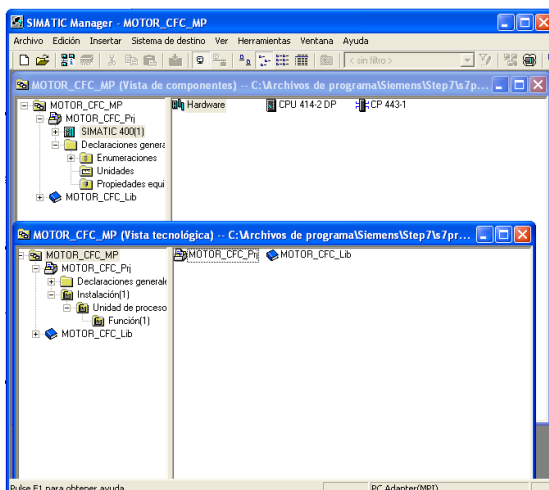 SIMATIC Manager - MOTOR_CFC_MP
Archivo Edición Insertar Sistema de destino Ver Herramientas Ventana Ayuda
< sin filtro >
MOTOR_CFC_MP (Vista de componentes) -- C:\Archivos de programa\Siemens\Step7\s7p...
MOTOR_CFC_MP
MOTOR_CFC_Prj
SIMATIC 400(1)
Declaraciones genera
Enumeraciones
Unidades
Propiedades equi
MOTOR_CFC_Lib
Hardware CPU 414-2 DP CP 443-1
MOTOR_CFC_MP (Vista tecnológica) -- C:\Archivos de programa\Siemens\Step7\s7pr...
MOTOR_CFC_MP
MOTOR_CFC_Prj
Declaraciones generale
Instalación(1)
Unidad de proceso
Función(1)
MOTOR_CFC_Lib
MOTOR_CFC_Prj MOTOR_CFC_Lib
Pulse F1 para obtener ayuda. PC Adapter(MPI)